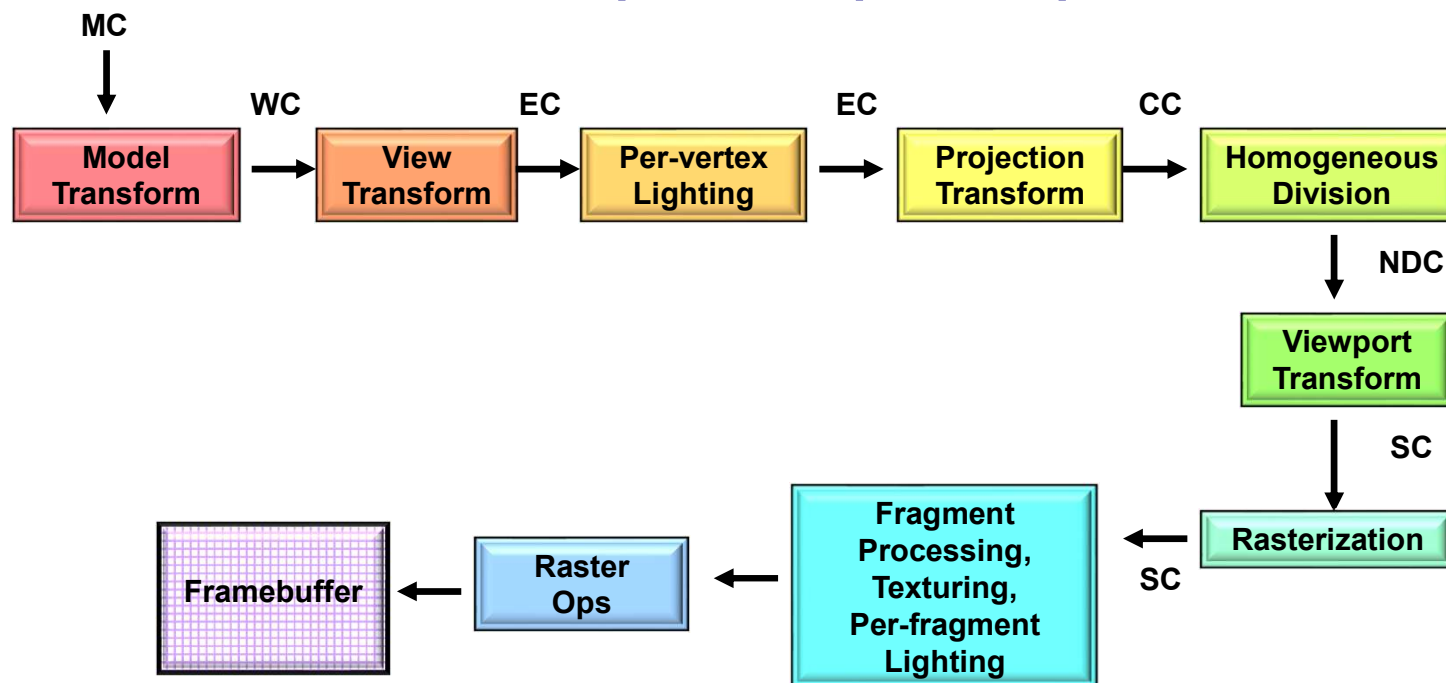 MC
WC
EC
EC
CC
Model
Transform
View
Transform
Per-vertex
Lighting
Projection
Transform
Homogeneous
Division
NDC
Viewport
Transform
SC
Rasterization
SC
Fragment
Processing,
Texturing,
Per-fragment
Lighting
Raster
Ops
Framebuffer